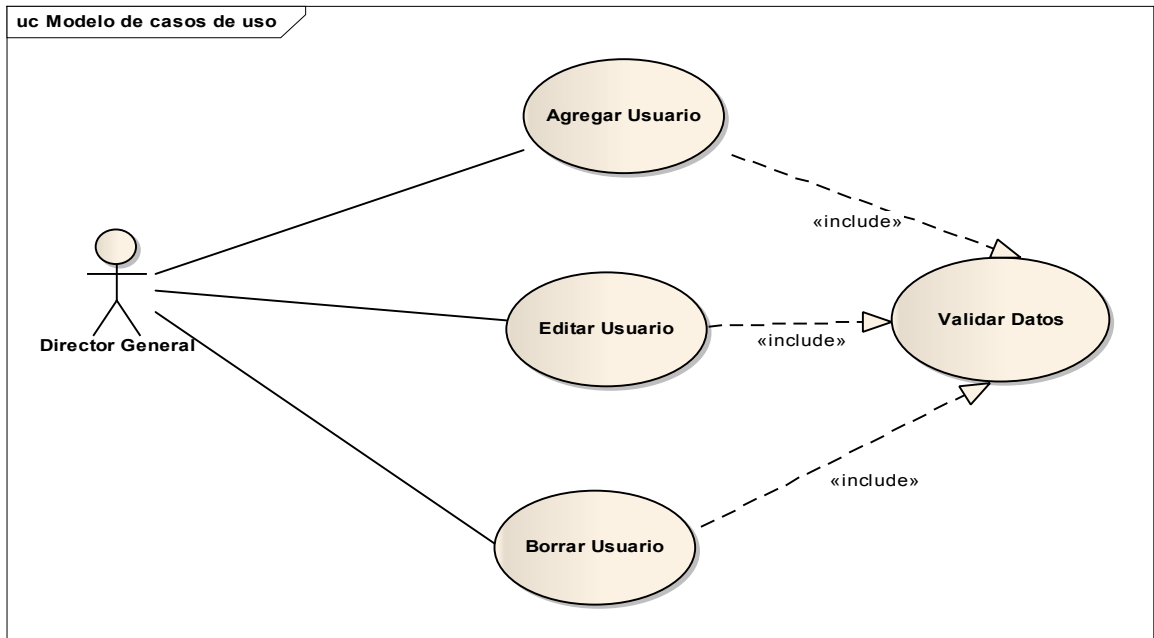 uc Modelo de casos de uso
Agregar Usuario
«include»
Director General
Editar Usuario
«include»
Validar Datos
Borrar Usuario
«include»